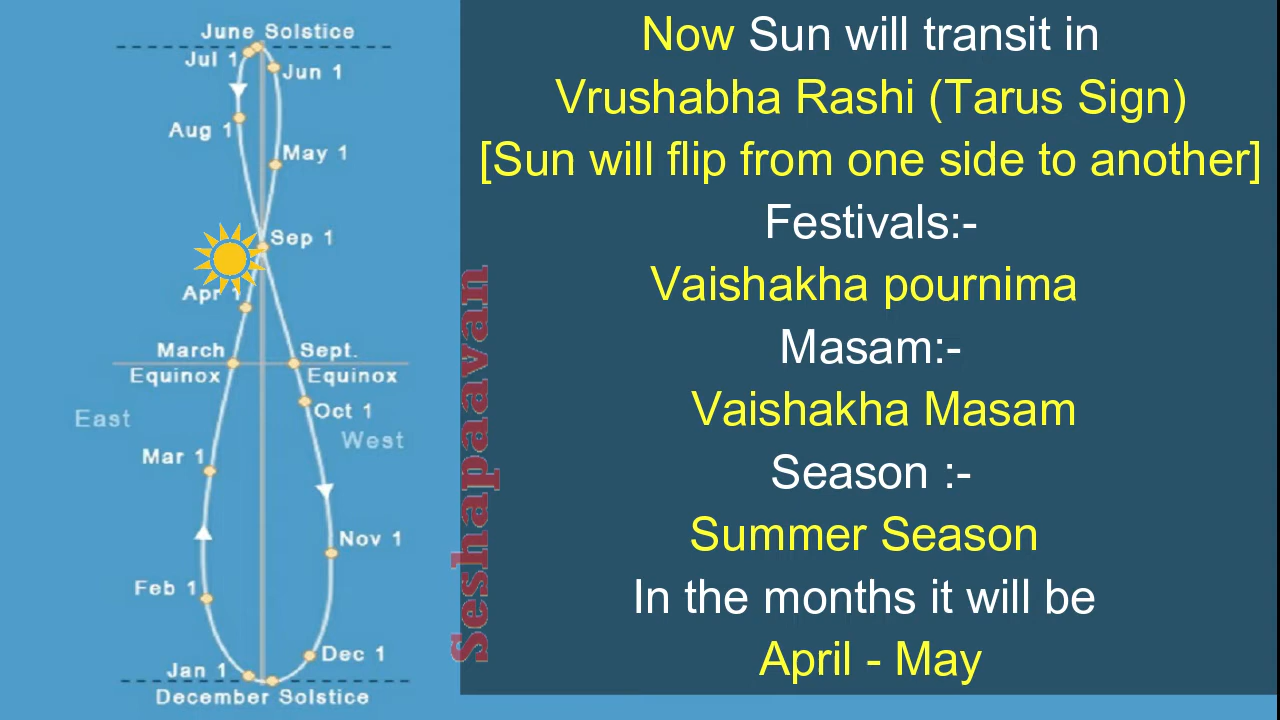 June Solstice
Jul 1
Jun 1
Aug 1
May 1
Sep 1
Apr 1
March
Equinox
Sept.
Equinox
East
Oct 1
West
Mar 1
Nov 1
Feb 1
Dec 1
Jan 1
December Solstice
Seshapaavan
Now Sun will transit in
Vrushabha Rashi (Tarus Sign)
[Sun will flip from one side to another]
Festivals:-
Vaishakha pournima
Masam:-
Vaishakha Masam
Season :-
Summer Season
In the months it will be
April - May